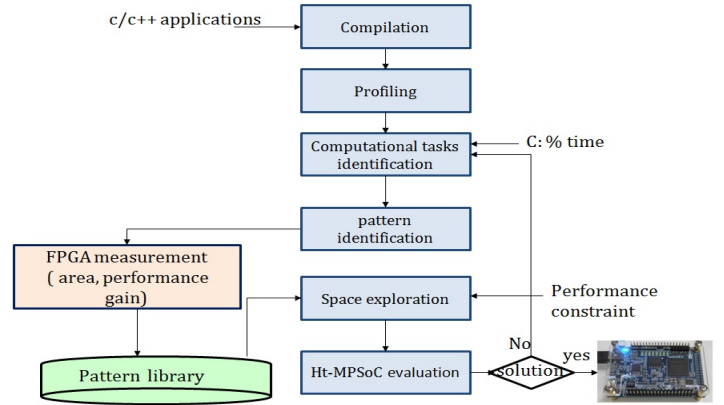 c/c++ applications
Compilation
Profiling
Computational tasks
identification
C: % time
pattern
identification
FPGA measurement
( area, performance
gain)
Space exploration
Performance
constraint
Pattern library
Ht-MPSoC evaluation
No
solution
yes